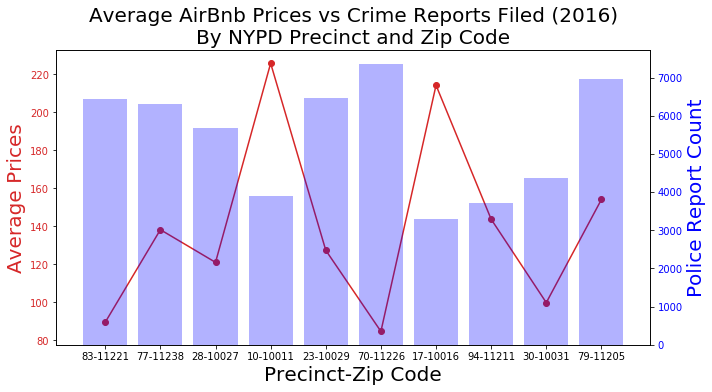 Average AirBnb Prices vs Crime Reports Filed (2016)
By NYPD Precinct and Zip Code
Average Prices
220
200
180
160
140
120
100
80
7000
6000
5000
4000
3000
2000
1000
0
Police Report Count
83-11221 77-11238 28-10027 10-10011 23-10029 70-11226 17-10016 94-11211 30-10031 79-11205
Precinct-Zip Code